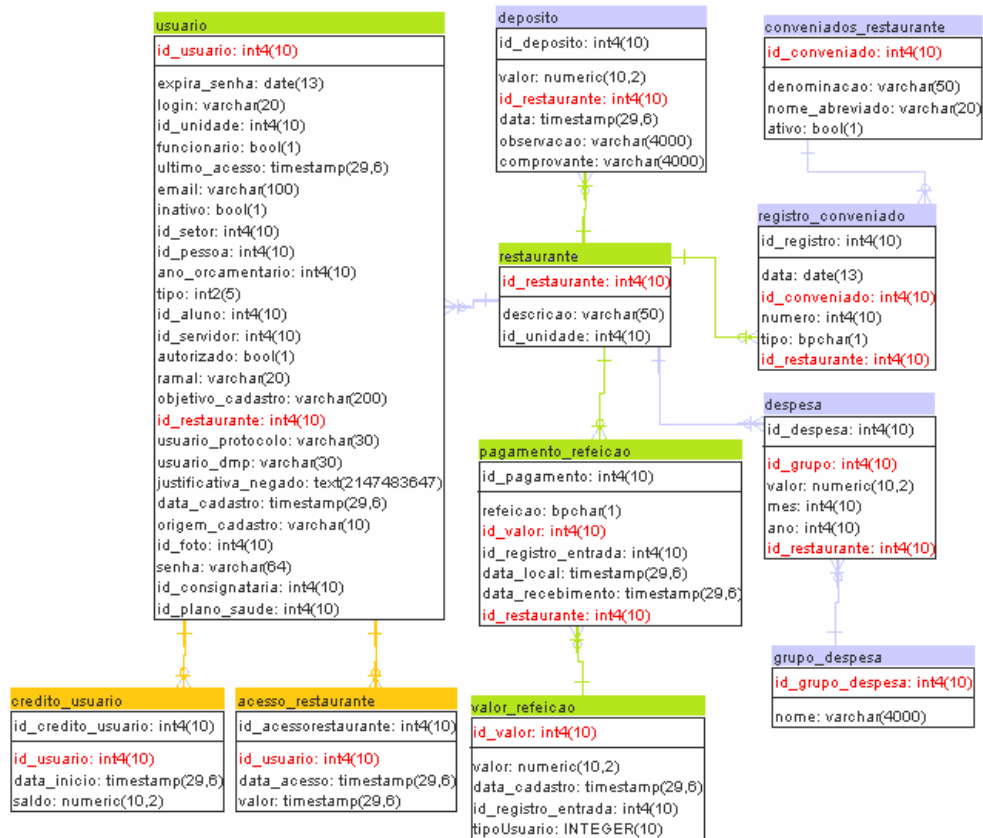 usuario
id_usuario: int4(10)
expira_senha: date(13)
login: varchar(20)
id_unidade: int4(10)
funcionario: bool(1)
ultimo_acesso: timestamp(29,6)
email: varchar(100)
inativo: bool(1)
id_setor: int4(10)
id_pessoa: int4(10)
ano_orcamentario: int4(10)
tipo: int2(5)
id_aluno: int4(10)
id_servidor: int4(10)
autorizado: bool(1)
ramal: varchar(20)
objetivo_cadastro: varchar(200)
id_restaurante: int4(10)
usuario_protocolo: varchar(30)
usuario_dmp: varchar(30)
justificativa_negado: text(2147483647)
data_cadastro: timestamp(29,6)
origem_cadastro: varchar(10)
id_foto: int4(10)
senha: varchar(64)
id_consignataria: int4(10)
id_plano_saude: int4(10)
deposito
id_deposito: int4(10)
valor: numeric(10,2)
id_restaurante: int4(10)
data: timestamp(29,6)
observacao: varchar(4000)
comprovante: varchar(4000)
conveniados_restaurante
id_conveniado: int4(10)
denominacao: varchar(50)
nome_abreviado: varchar(20)
ativo: bool(1)
restaurante
id_restaurante: int4(10)
descricao: varchar(50)
id_unidade: int4(10)
registro_conveniado
id_registro: int4(10)
data: date(13)
id_conveniado: int4(10)
numero: int4(10)
tipo: bpchar(1)
id_restaurante: int4(10)
pagamento_refeicao
id_pagamento: int4(10)
refeicao: bpchar(1)
id_valor: int4(10)
id_registro_entrada: int4(10)
data_local: timestamp(29,6)
data_recebimento: timestamp(29,6)
id_restaurante: int4(10)
despesa
id_despesa: int4(10)
id_grupo: int4(10)
valor: numeric(10,2)
mes: int4(10)
ano: int4(10)
id_restaurante: int4(10)
grupo_despesa
id_grupo_despesa: int4(10)
nome: varchar(4000)
credito_usuario
id_credito_usuario: int4(10)
id_usuario: int4(10)
data_inicio: timestamp(29,6)
saldo: numeric(10,2)
acesso_restaurante
id_acessorestaurante: int4(10)
id_usuario: int4(10)
data_acesso: timestamp(29,6)
valor: timestamp(29,6)
valor_refeicao
id_valor: int4(10)
valor: numeric(10,2)
data_cadastro: timestamp(29,6)
id_registro_entrada: int4(10)
tipoUsuario: INTEGER(10)